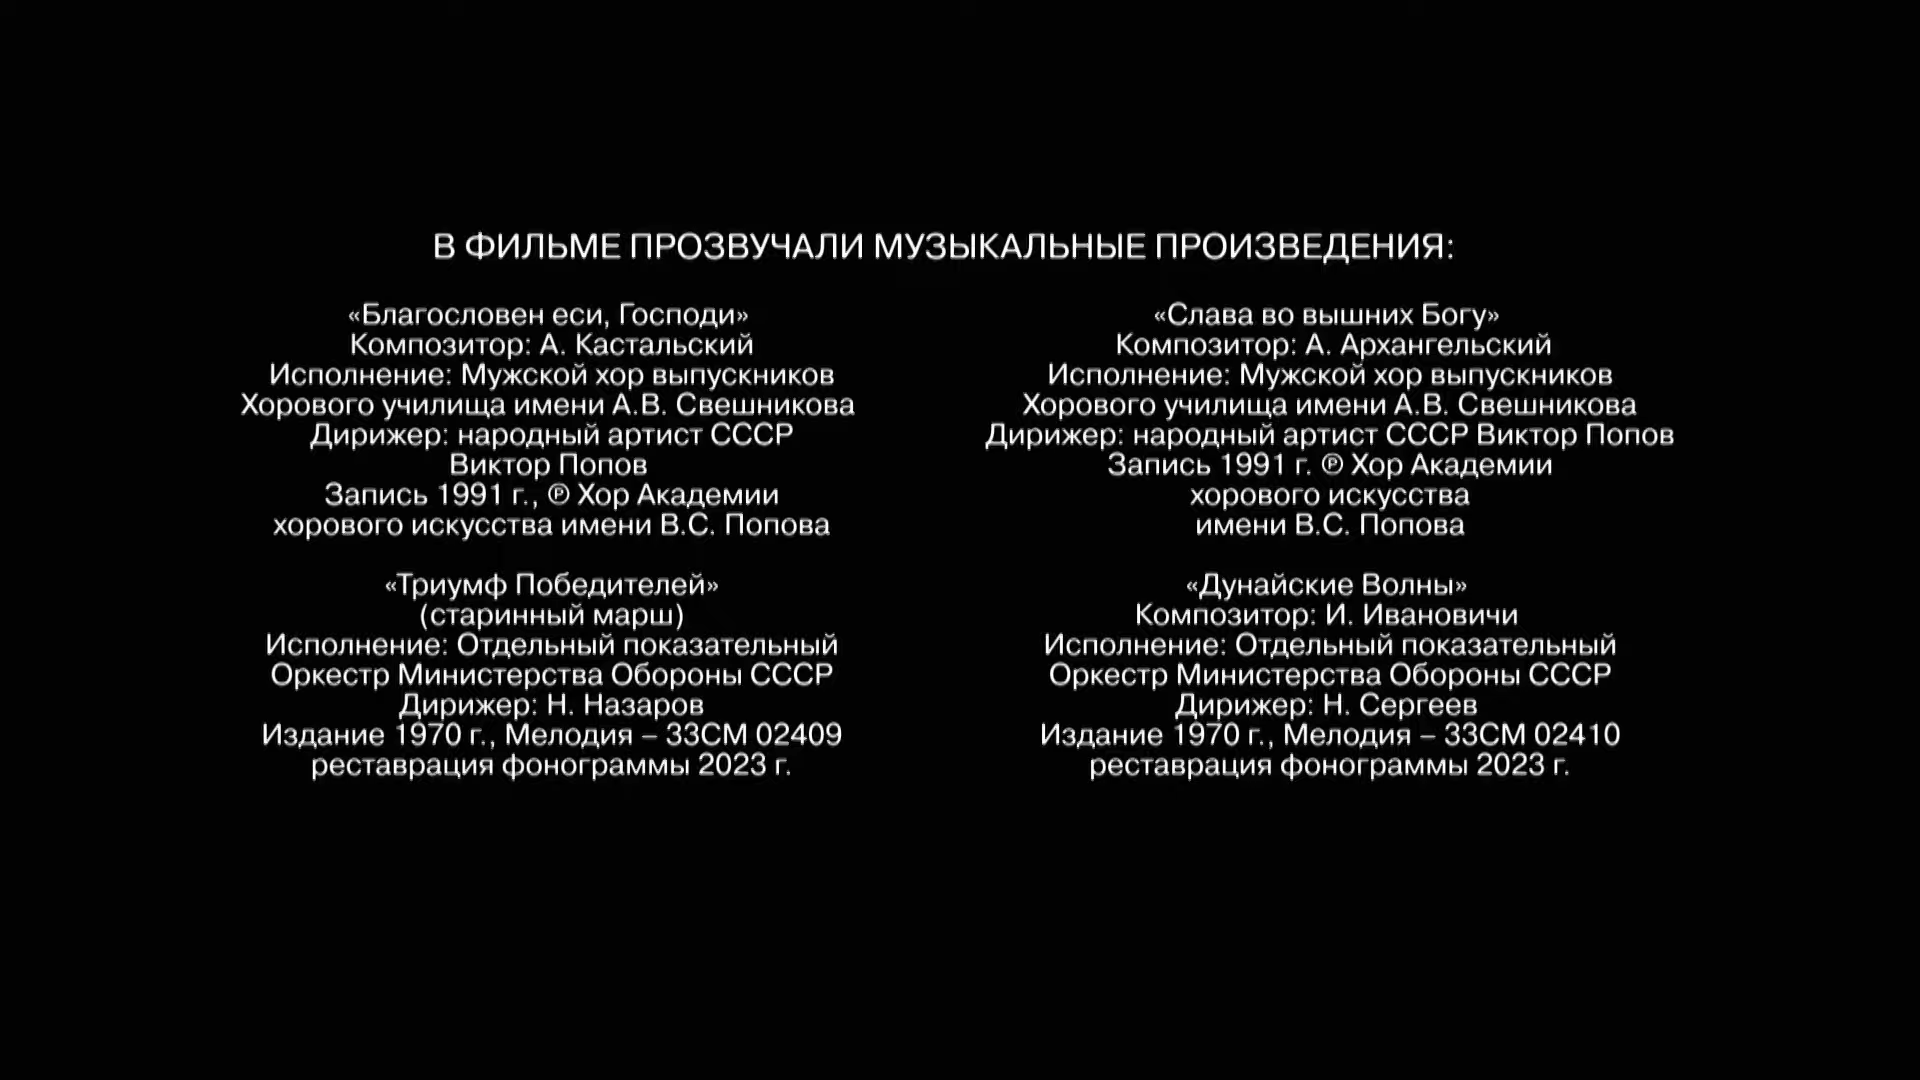 В ФИЛЬМЕ ПРОЗВУЧАЛИ МУЗЫКАЛЬНЫЕ ПРОИЗВЕДЕНИЯ:
«Благословен еси, Господи»
Композитор: А. Кастальский
Исполнение: Мужской хор выпускников
Хорового училища имени А.В. Свешникова
Дирижер: народный артист СССР
Виктор Попов
Запись 1991 г., ℗ Хор Академии
хорового искусства имени В.С. Попова
«Триумф Победителей»
(старинный марш)
Исполнение: Отдельный показательный
Оркестр Министерства Обороны СССР
Дирижер: Н. Назаров
Издание 1970 г., Мелодия – 33СМ 02409
реставрация фонограммы 2023 г.
«Слава во вышних Богу»
Композитор: А. Архангельский
Исполнение: Мужской хор выпускников
Хорового училища имени А.В. Свешникова
Дирижер: народный артист СССР Виктор Попов
Запись 1991 г. ℗ Хор Академии
хорового искусства
имени В.С. Попова
«Дунайские Волны»
Композитор: И. Ивановичи
Исполнение: Отдельный показательный
Оркестр Министерства Обороны СССР
Дирижер: Н. Сергеев
Издание 1970 г., Мелодия – 33СМ 02410
реставрация фонограммы 2023 г.